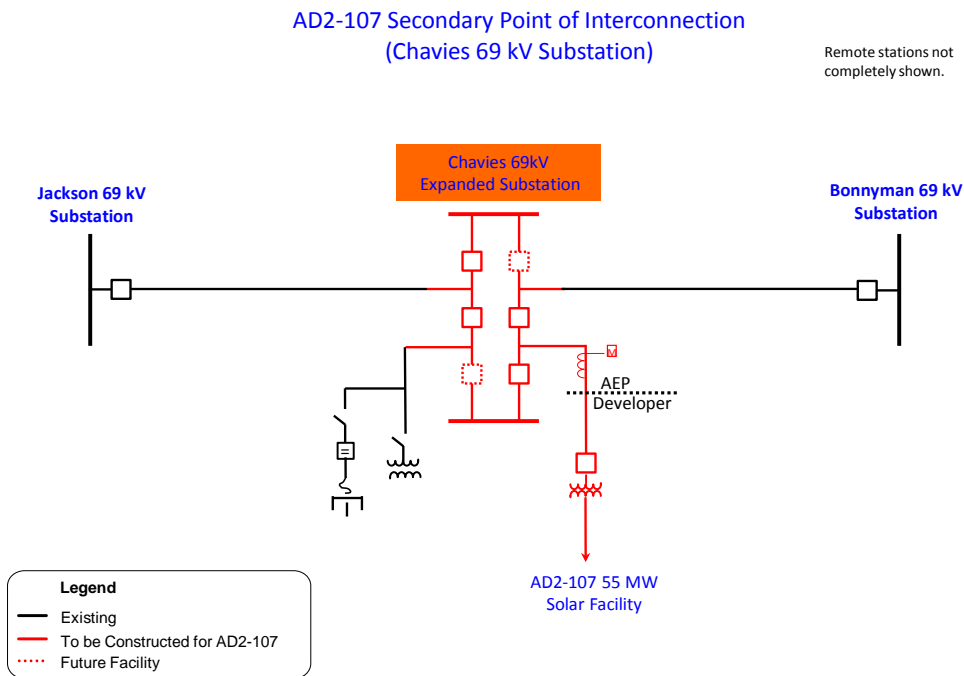 AD2-107 Secondary Point of Interconnection
(Chavies 69 kV Substation)
Remote stations not
completely shown.
Chavies 69kV
Expanded Substation
Jackson 69 kV
Substation
Bonnyman 69 kV
Substation
M
AEP
Developer
AD2-107 55 MW
Solar Facility
Legend
Existing
To be Constructed for AD2-107
Future Facility